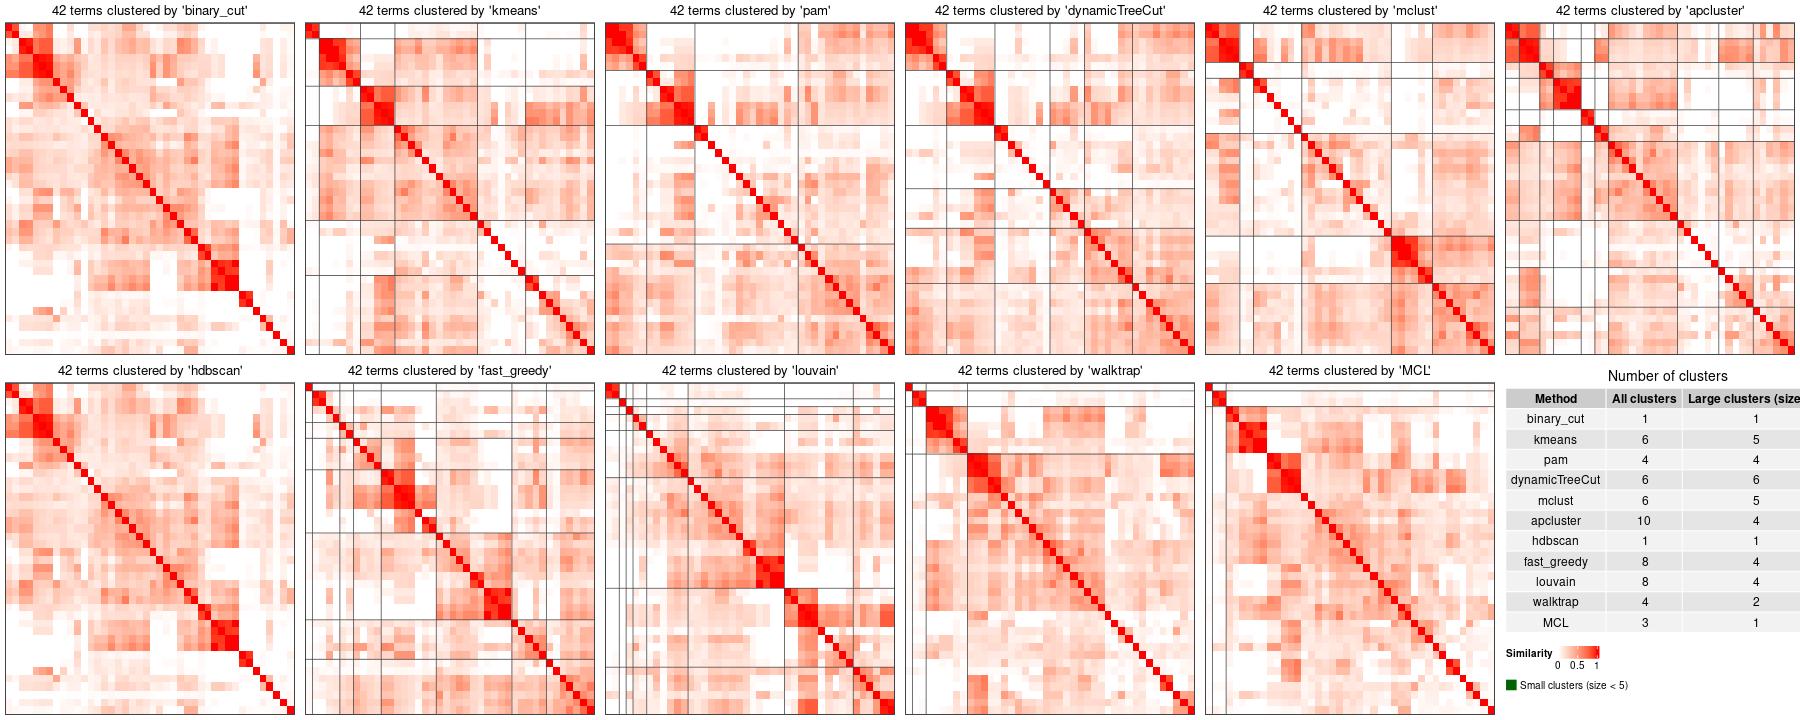 42 terms clustered by 'binary_cut'
42 terms clustered by 'kmeans'
42 terms clustered by 'pam'
42 terms clustered by 'dynamicTreeCut'
42 terms clustered by 'mclust'
42 terms clustered by 'apcluster'
42 terms clustered by 'hdbscan'
42 terms clustered by 'fast_greedy'
42 terms clustered by 'louvain'
42 terms clustered by 'walktrap'
42 terms clustered by 'MCL'
Number of clusters
Method All clusters Large clusters (size
binary_cut 1 1
kmeans 6 5
pam 4 4
dynamicTreeCut 6 6
mclust 6 5
apcluster 10 4
hdbscan 1 1
fast_greedy 8 4
louvain 8 4
walktrap 4 2
MCL 3 1
Similarity
0 0.5 1
Small clusters (size < 5)